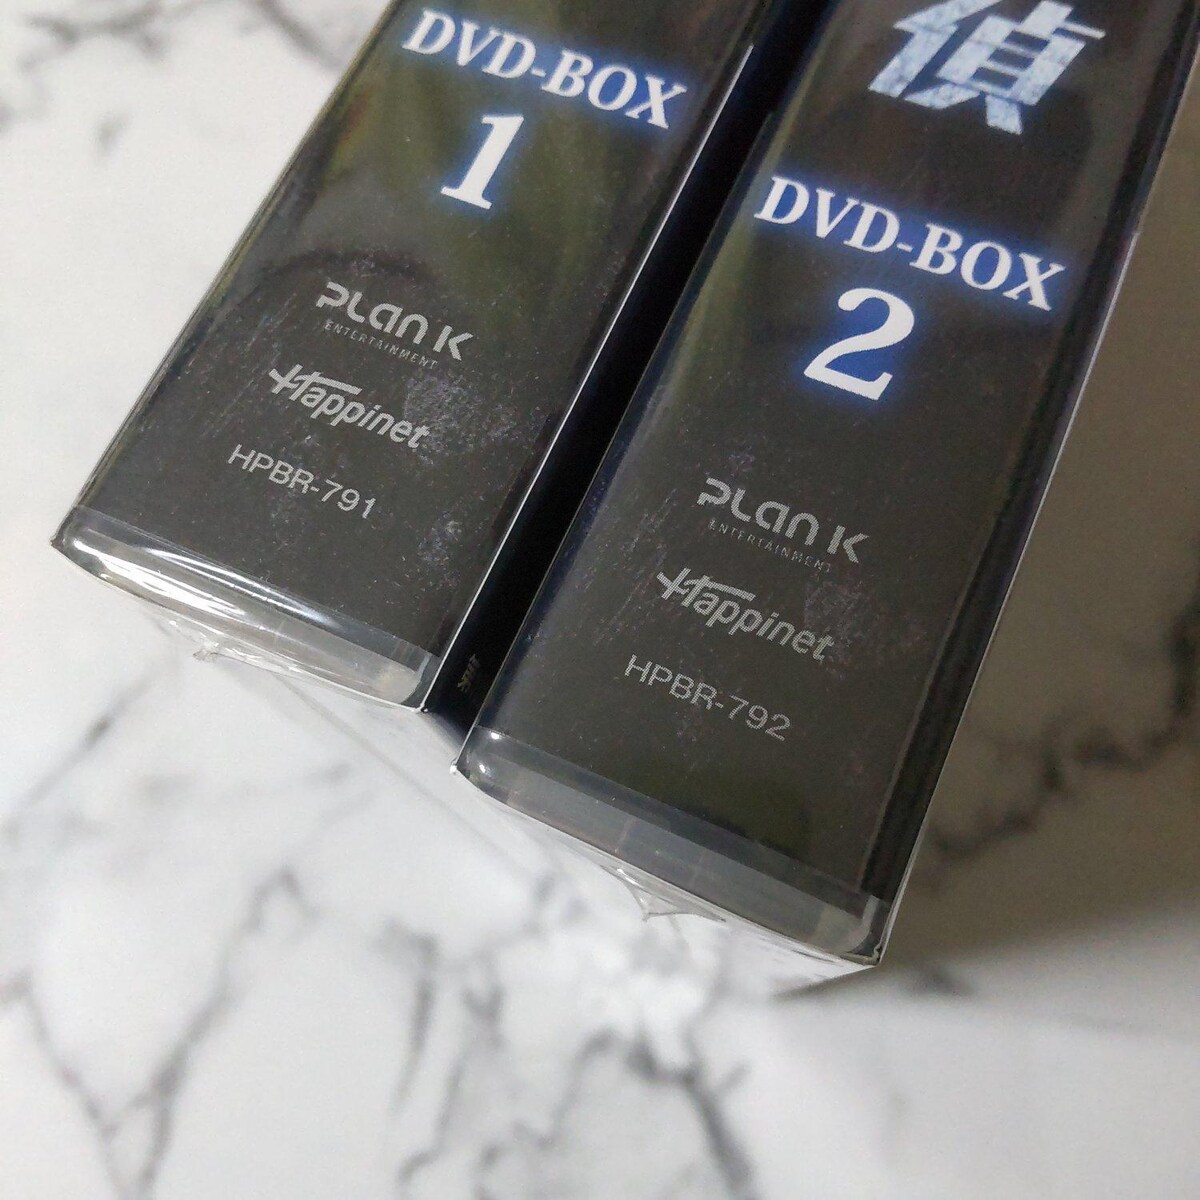 DVD-BOX
1
PLAN K
ENTERTAINMENT
Happinet
HPBR-791
偵
DVD-BOX
2
PLAN K
ENTERTAINMENT
Happinet
HPBR-792